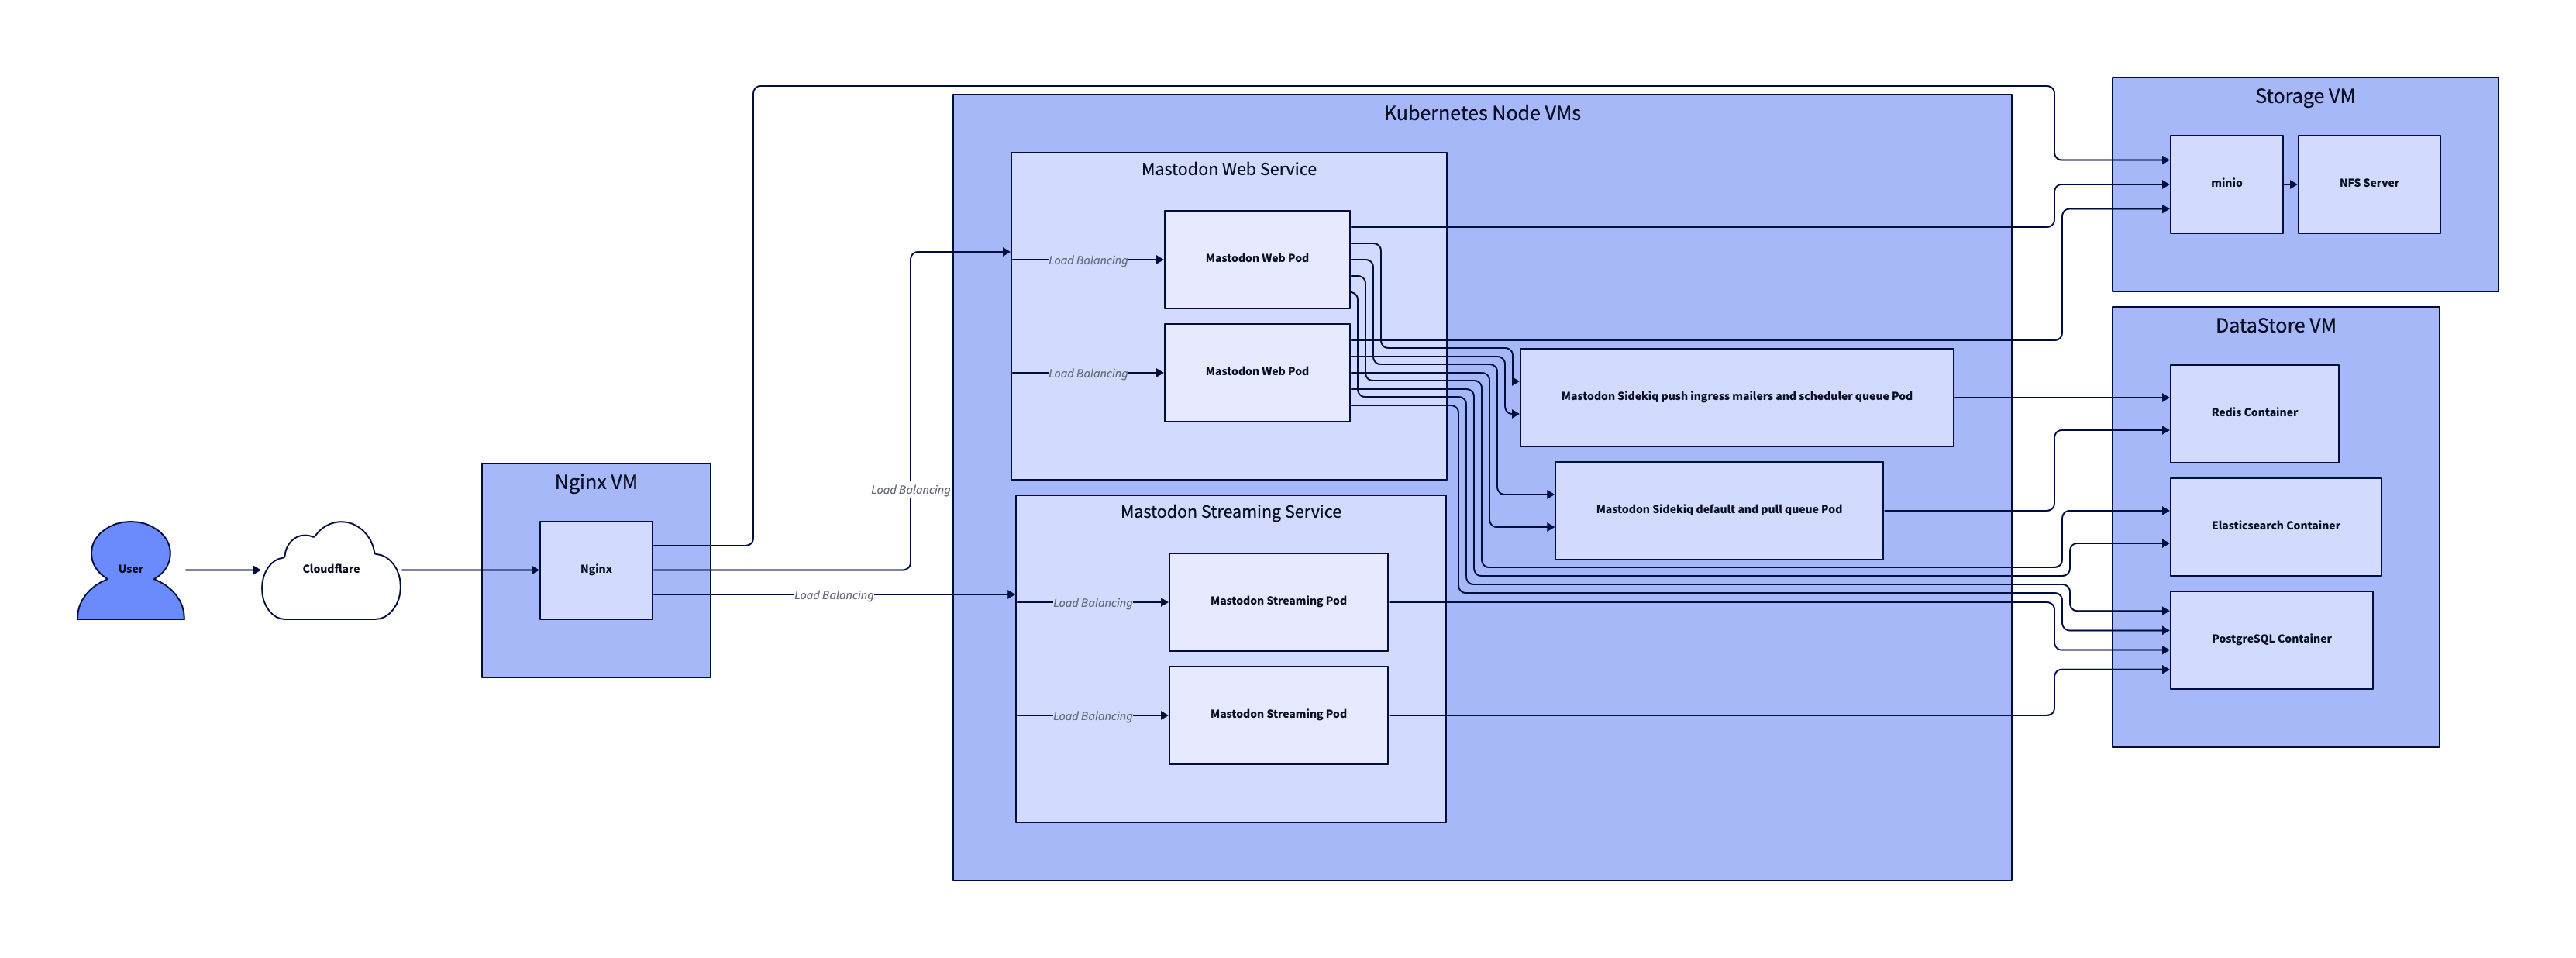 User
Cloudflare
Nginx VM
Nginx
Load Balancing
Load Balancing
Kubernetes Node VMs
Mastodon Web Service
Load Balancing
Mastodon Web Pod
Load Balancing
Mastodon Web Pod
Mastodon Streaming Service
Load Balancing
Mastodon Streaming Pod
Load Balancing
Mastodon Streaming Pod
Mastodon Sidekiq push ingress mailers and scheduler queue Pod
Mastodon Sidekiq default and pull queue Pod
Storage VM
minio
NFS Server
DataStore VM
Redis Container
Elasticsearch Container
PostgreSQL Container